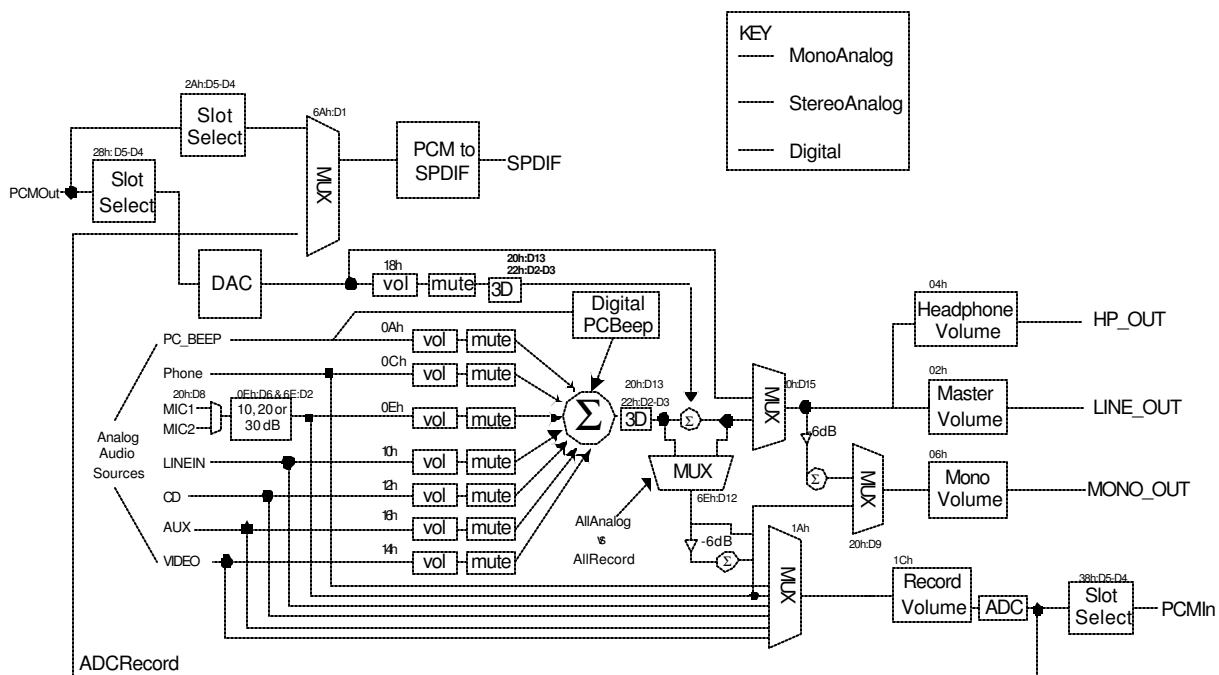 KEY
MonoAnalog
StereoAnalog
Digital
2Ah:D5-D4
Slot
Select
6Ah:D1
MUX
PCM to
SPDIF
SPDIF
28h: D5-D4
Slot
Select
PCMOut
DAC
18h
vol
mute
3D
20h:D13
22h:D2-D3
Digital
PCBeep
04h
Headphone
Volume
HP_OUT
PC_BEEP
0Ah
vol
mute
Phone
0Ch
vol
mute
20h:D8
0Eh:D6 & 6E:D2
MIC1
MIC2
10, 20 or
30 dB
0Eh
vol
mute
Σ
20h:D13
22h:D2-D3
3D
Σ
MUX
0h:D15
02h
Master
Volume
LINE_OUT
Analog
Audio
Sources
LINEIN
10h
vol
mute
MUX
6Eh:D12
-6dB
Σ
MUX
20h:D9
06h
Mono
Volume
MONO_OUT
CD
12h
vol
mute
AUX
16h
vol
mute
VIDEO
14h
vol
mute
AllAnalog
vs
AllRecord
-6dB
Σ
1Ah
MUX
1Ch
Record
Volume
ADC
38h:D5-D4
Slot
Select
PCMIn
ADCRecord